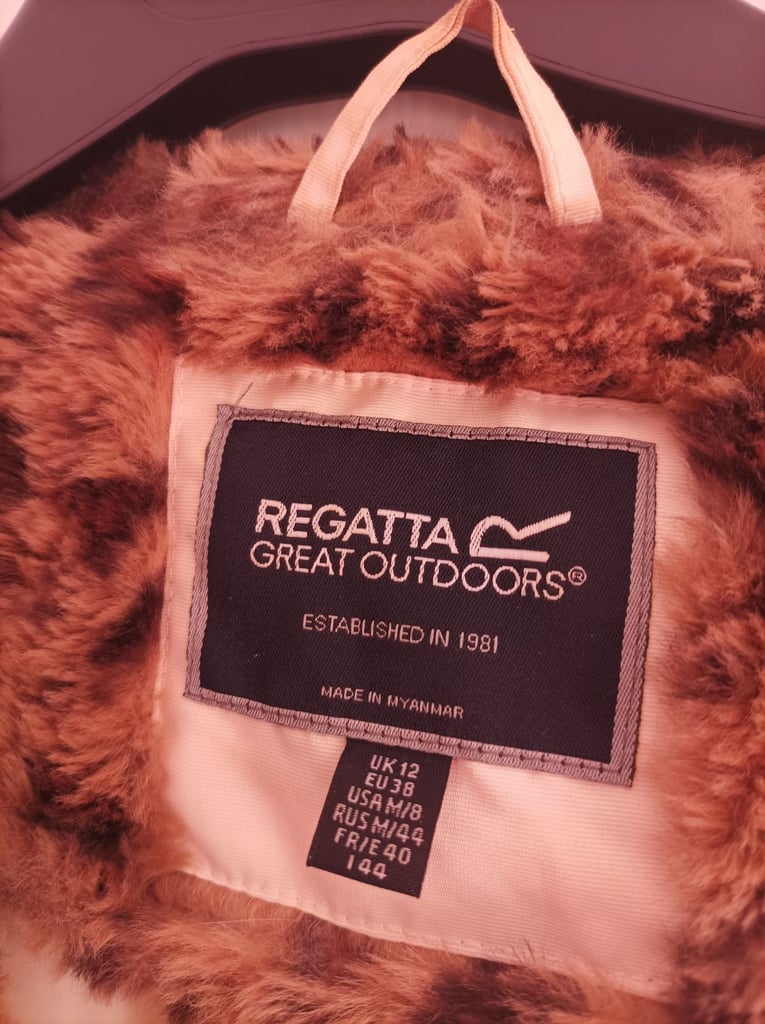 REGATTA
GREAT OUTDOORS®
ESTABLISHED IN 1981
MADE IN MYANMAR
UK 12
EU 38
USA M/8
RUS M/44
FR/E 40
I 44